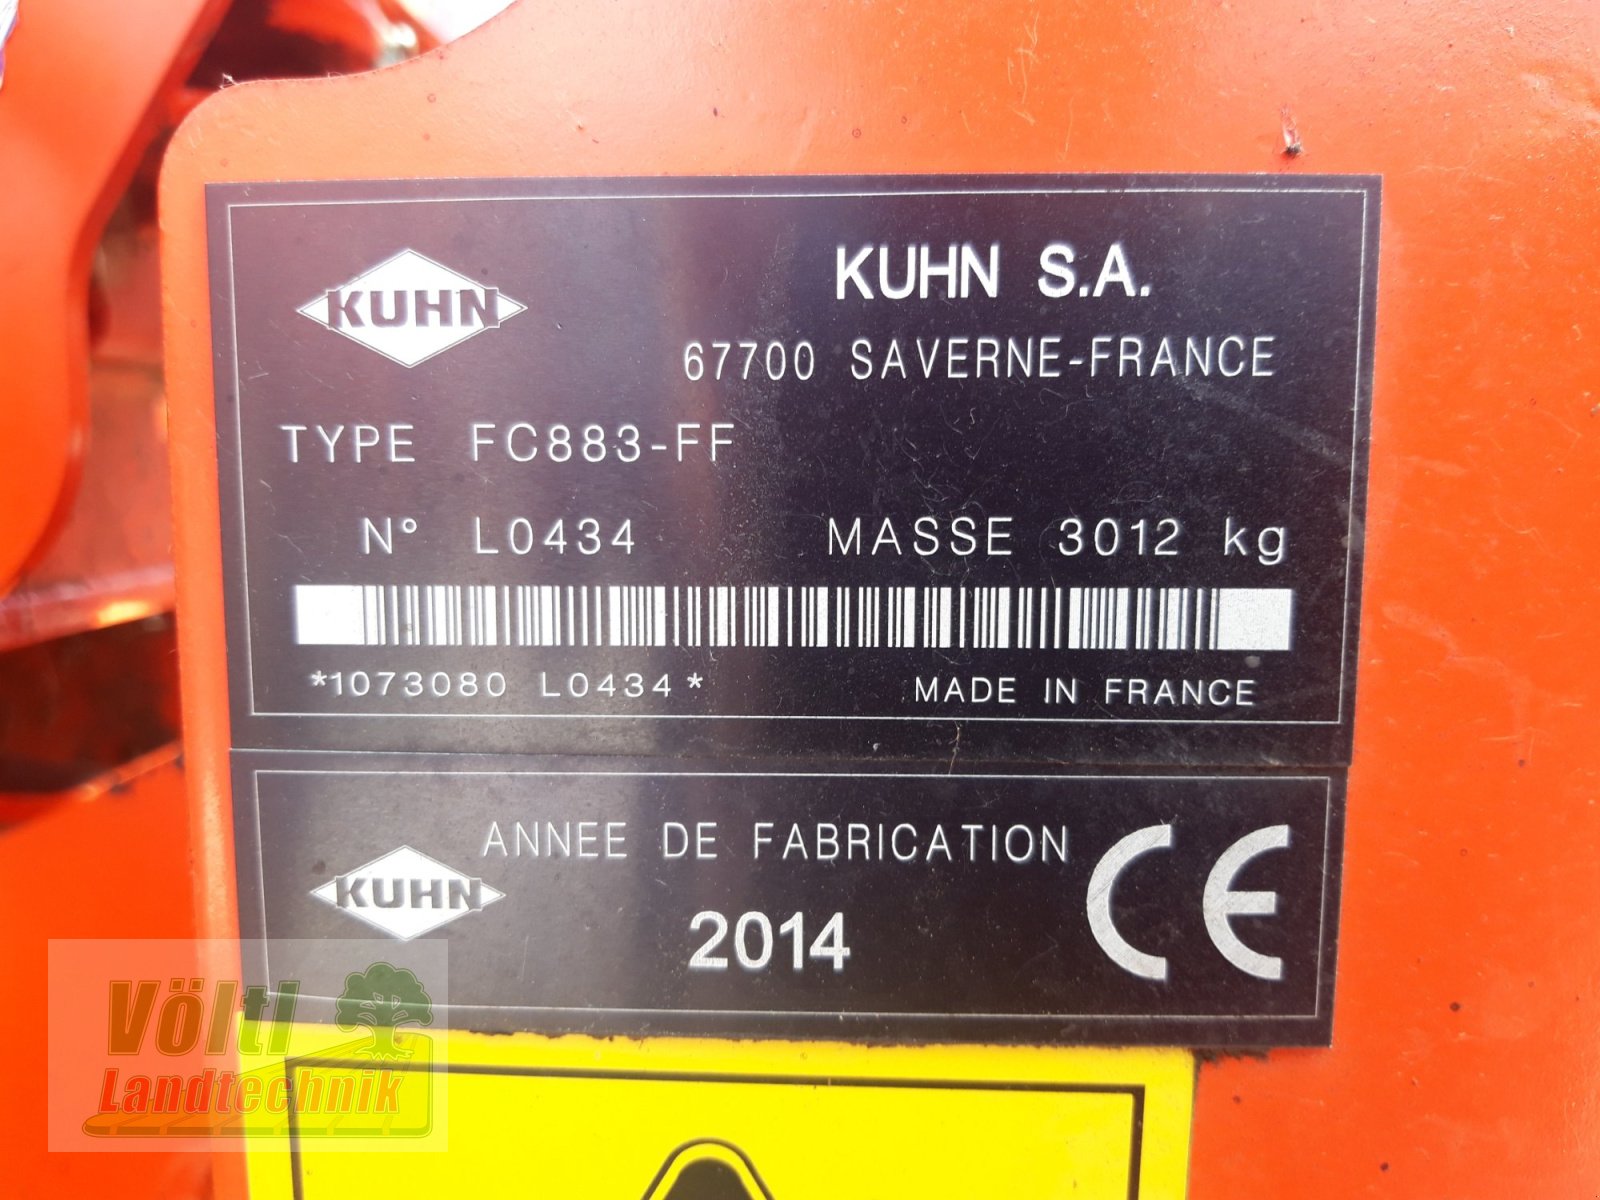 KUHN
KUHN S.A.
67700 SAVERNE-FRANCE
TYPE FC883-FF
N° L0434 MASSE 3012 kg
*1073080 L0434*
MADE IN FRANCE
KUHN
ANNEE DE FABRICATION
2014
CE
Völtl
Landtechnik